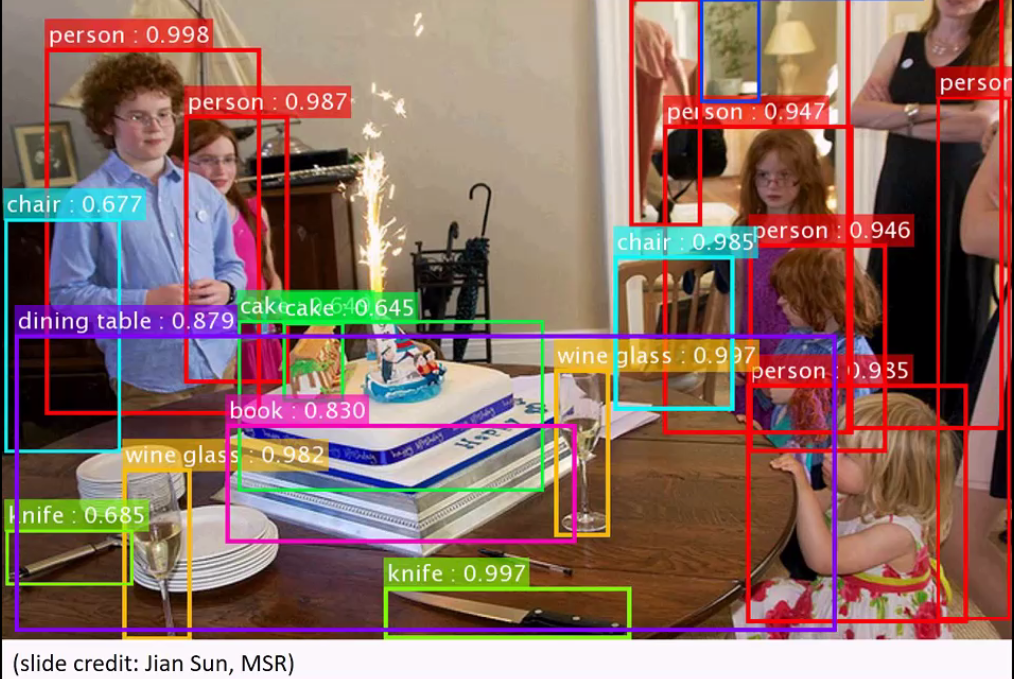 person : 0.998
person : 0.987
person : 0.947
person
chair : 0.677
person : 0.946
chair : 0.985
cake
cake : 0.645
dining table : 0.879
wine glass : 0.997
person : 0.985
book : 0.830
wine glass : 0.982
knife : 0.685
knife : 0.997
(slide credit: Jian Sun, MSR)